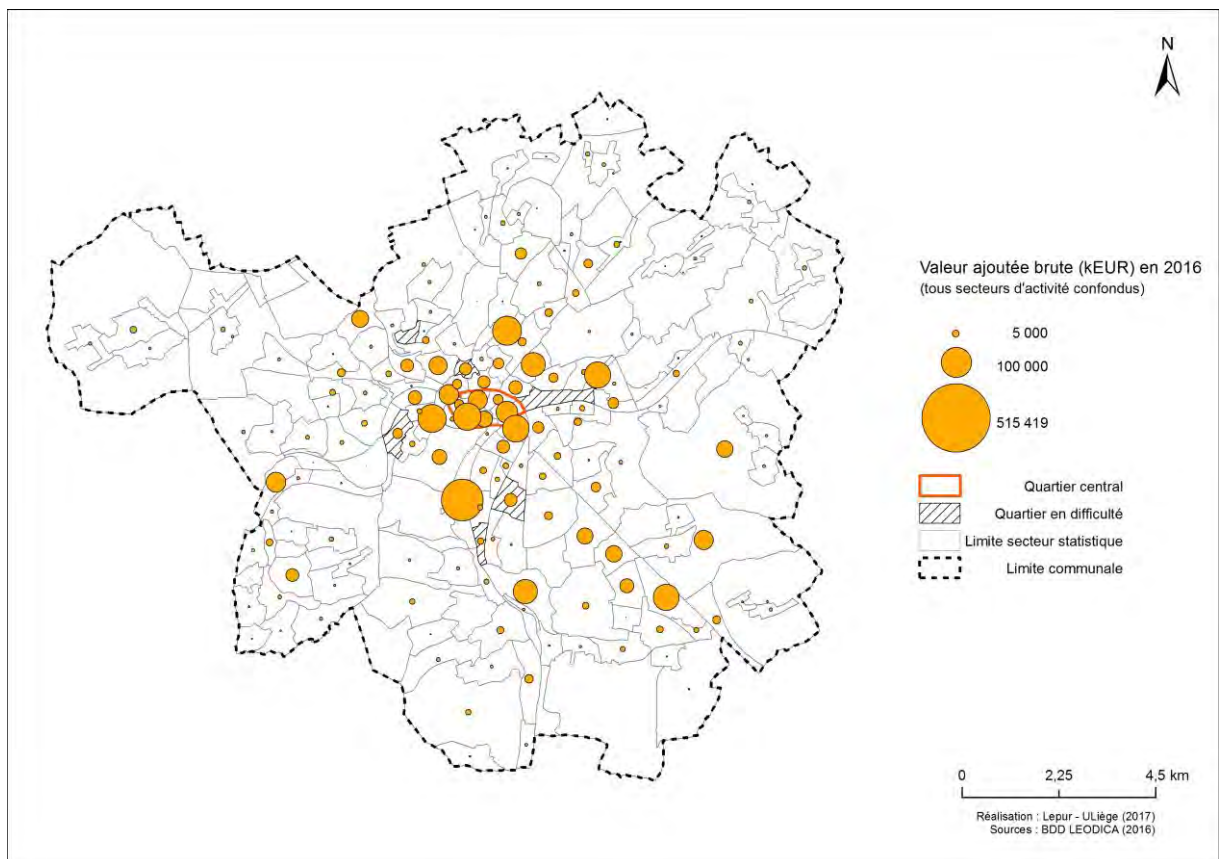 N
Valeur ajoutée brute (kEUR) en 2016
(tous secteurs d'activité confondus)
5 000
100 000
515 419
Quartier central
Quartier en difficulté
Limite secteur statistique
Limite communale
0 2,25 4,5 km
Réalisation : Lepur - ULiège (2017)
Sources : BDD LEODICA (2016)